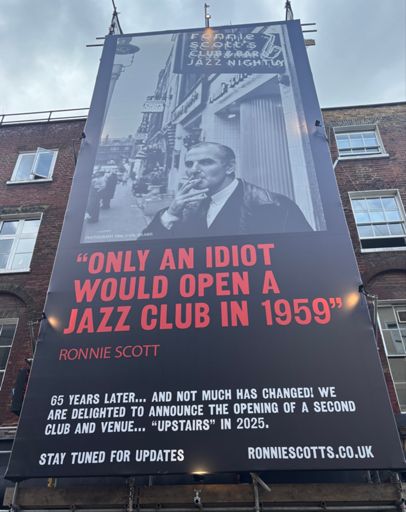 ronnie
scott's
CLUB & BAR
JAZZ NIGHTLY
"ONLY AN IDIOT
WOULD OPEN A
JAZZ CLUB IN 1959"
RONNIE SCOTT
65 YEARS LATER... AND NOT MUCH HAS CHANGED! WE
ARE DELIGHTED TO ANNOUNCE THE OPENING OF A SECOND
CLUB AND VENUE... "UPSTAIRS" IN 2025.
STAY TUNED FOR UPDATES
RONNIESCOTTS.CO.UK